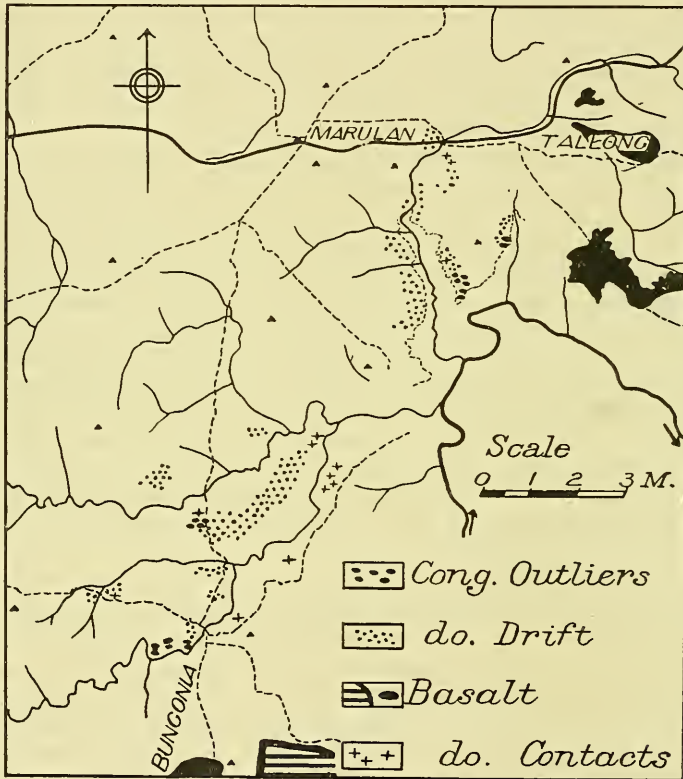 MARULAN
TALLONG
Scale
0 1 2 3 M.
Cong. Outliers
do. Drift
Basalt
do. Contacts
BUNGONIA